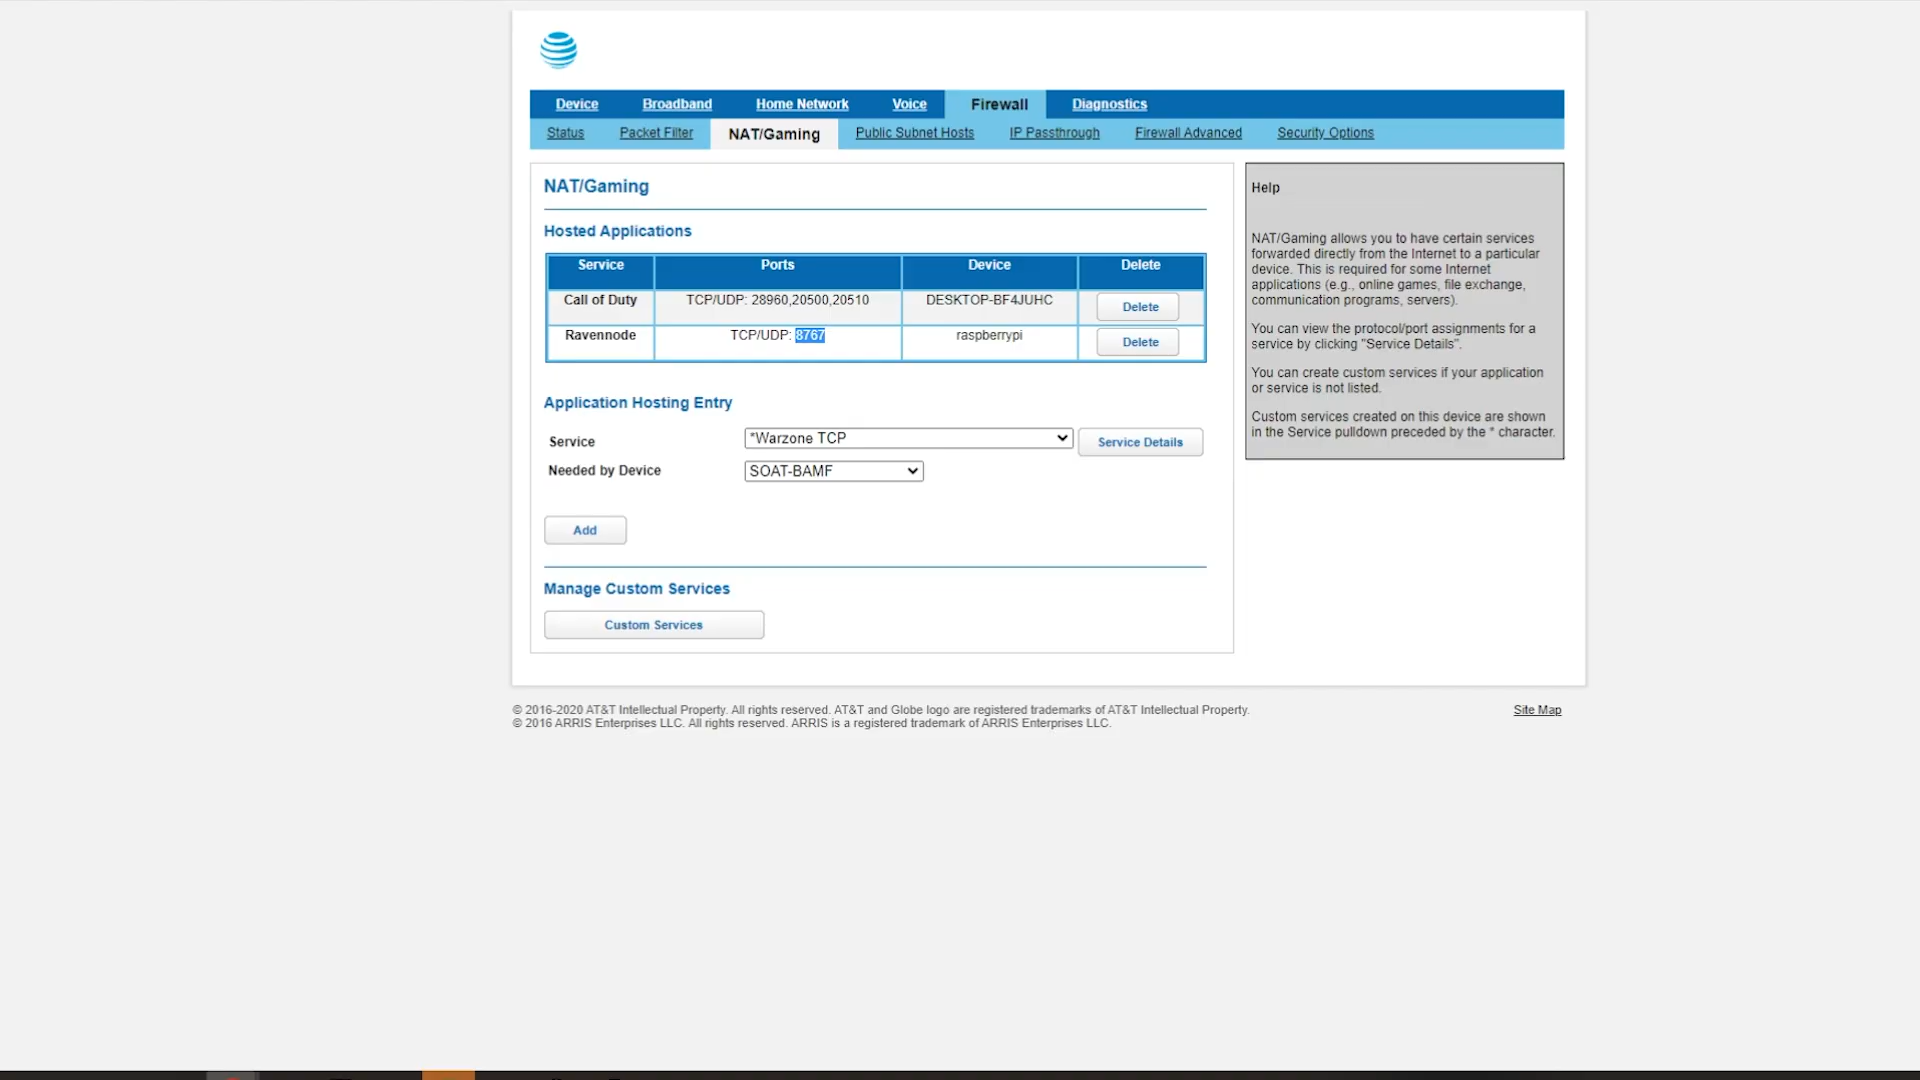 Device Broadband Home Network Voice Firewall Diagnostics
Status Packet Filter NAT/Gaming Public Subnet Hosts IP Passthrough Firewall Advanced Security Options
NAT/Gaming
Hosted Applications
Service Ports Device Delete
Call of Duty TCP/UDP: 28960,20500,20510 DESKTOP-BF4JUHC Delete
Ravennode TCP/UDP: 8767 raspberrypi Delete
Application Hosting Entry
Service *Warzone TCP Service Details
Needed by Device SOAT-BAMF
Add
Manage Custom Services
Custom Services
Help
NAT/Gaming allows you to have certain services
forwarded directly from the Internet to a particular
device. This is required for some Internet
applications (e.g., online games, file exchange,
communication programs, servers).
You can view the protocol/port assignments for a
service by clicking "Service Details".
You can create custom services if your application
or service is not listed.
Custom services created on this device are shown
in the Service pulldown preceded by the * character.
© 2016-2020 AT&T Intellectual Property. All rights reserved. AT&T and Globe logo are registered trademarks of AT&T Intellectual Property.
© 2016 ARRIS Enterprises LLC. All rights reserved. ARRIS is a registered trademark of ARRIS Enterprises LLC.
Site Map